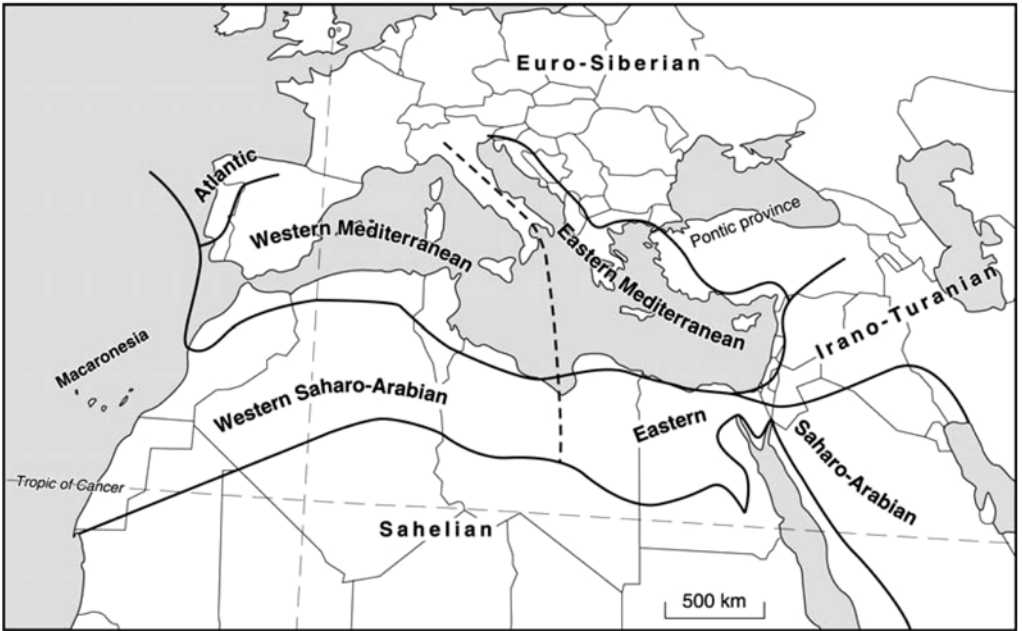 0°
Euro-Siberian
Atlantic
Western Mediterranean
Eastern Mediterranean
Pontic province
Irano-Turanian
Macaronesia
Western Saharo-Arabian
Eastern
Saharo-Arabian
Tropic of Cancer
Sahelian
500 km